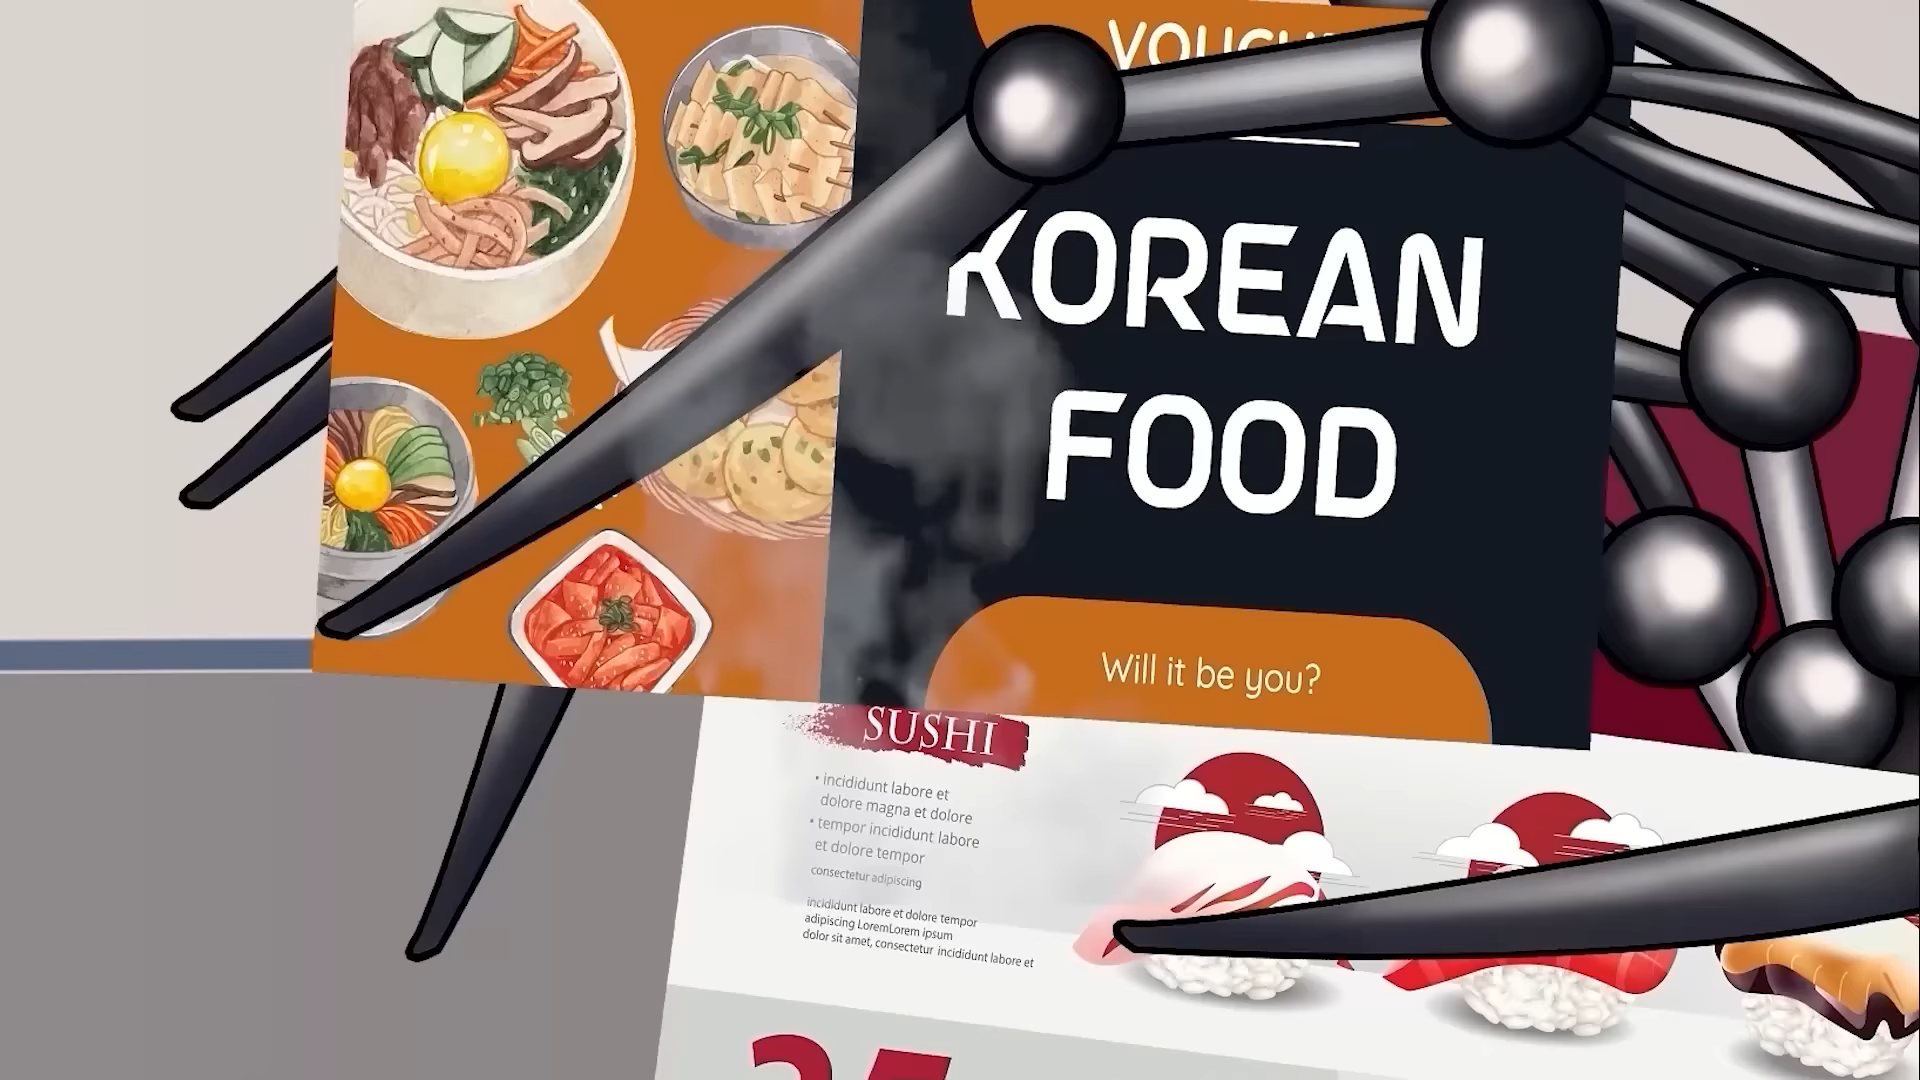 KOREAN
FOOD
Will it be you?
SUSHI
• incididunt labore et
dolore magna et dolore
• tempor incididunt labore
et dolore tempor
consectetur adipiscing
incididunt labore et dolore tempor
adipiscing LoremLorem ipsum
dolor sit amet, consectetur incididunt labore et